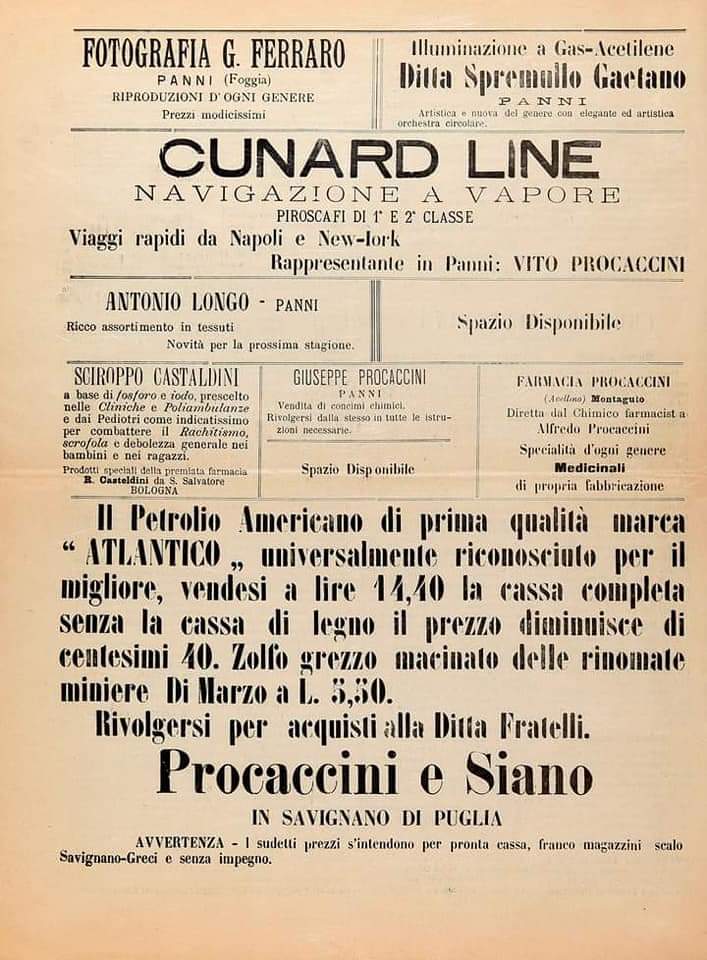 FOTOGRAFIA G. FERRARO
PANNI (Foggia)
RIPRODUZIONI D'OGNI GENERE
Prezzi modicissimi
Illuminazione a Gas-Acetilene
Ditta Spremullo Gaetano
PANNI
Artistica e nuova del genere con elegante ed artistica
orchestra circolare.
CUNARD LINE
NAVIGAZIONE A VAPORE
PIROSCAFI DI 1ª E 2ª CLASSE
Viaggi rapidi da Napoli e New-Iork
Rappresentante in Panni: VITO PROCACCINI
ANTONIO LONGO - PANNI
Ricco assortimento in tessuti
Novità per la prossima stagione.
Spazio Disponibile
SCIROPPO CASTALDINI
a base di fosforo e iodo, prescelto
nelle Cliniche e Poliambulanze
e dai Pediotri come indicatissimo
per combattere il Rachitismo,
scrofola e debolezza generale nei
bambini e nei ragazzi.
Prodotti speciali della premiata farmacia
R. Casteldini da S. Salvatore
BOLOGNA
GIUSEPPE PROCACCINI
PANNI
Vendita di concimi chimici.
Rivolgersi dallo stesso in tutte le istru-
zioni necessarie.
Spazio Disponibile
FARMACIA PROCACCINI
(Avellino) Montaguto
Diretta dal Chimico farmacista
Alfredo Procaccini
Specialità d'ogni genere
Medicinali
di propria fabbricazione
Il Petrolio Americano di prima qualità marca
“ ATLANTICO „ universalmente riconosciuto per il
migliore, vendesi a lire 14,40 la cassa completa
senza la cassa di legno il prezzo diminuisce di
centesimi 40. Zolfo grezzo macinato delle rinomate
miniere Di Marzo a L. 5,50.
Rivolgersi per acquisti alla Ditta Fratelli.
Procaccini e Siano
IN SAVIGNANO DI PUGLIA
AVVERTENZA - I sudetti prezzi s'intendono per pronta cassa, franco magazzini scalo
Savignano-Greci e senza impegno.